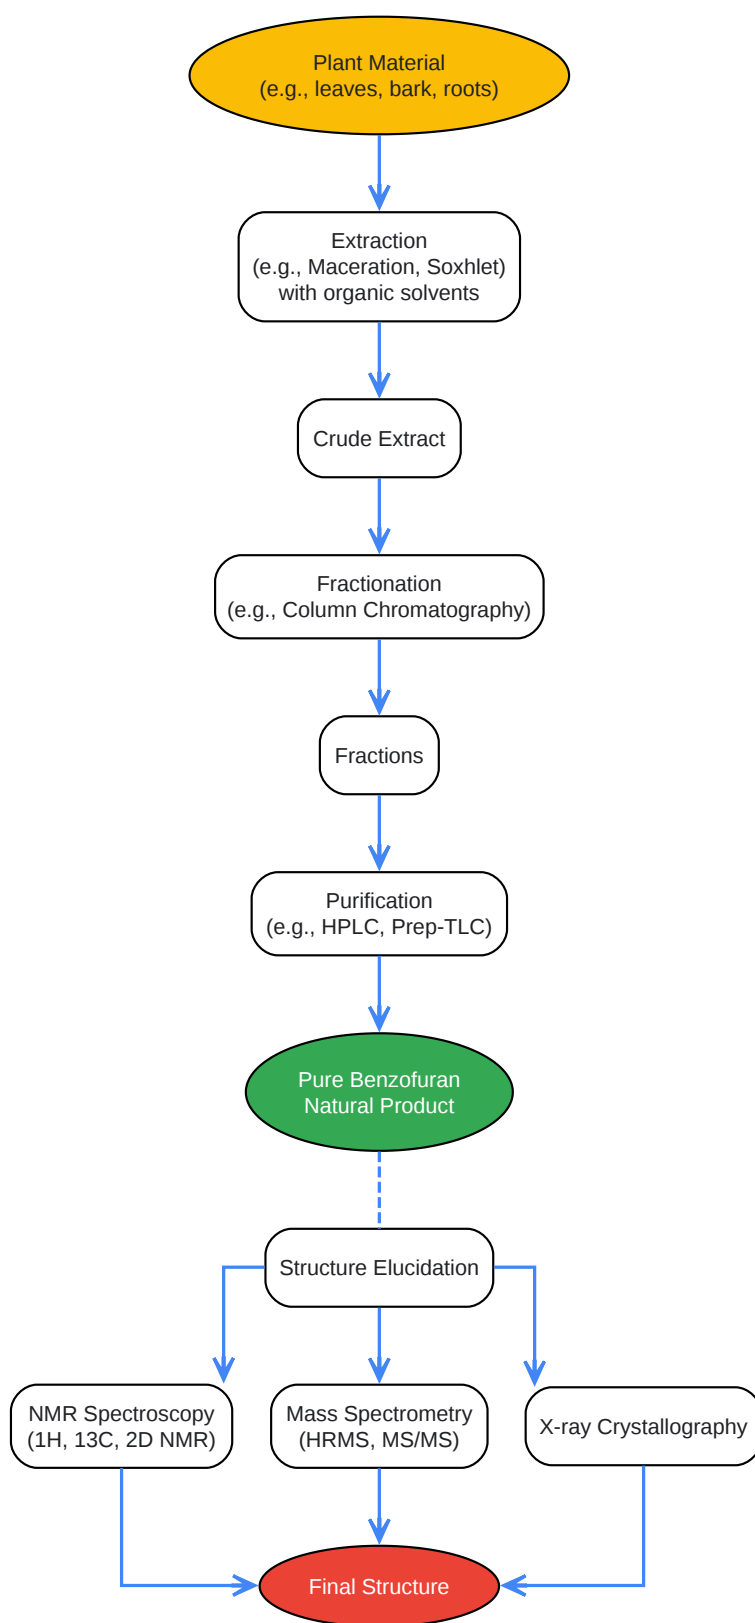 Plant Material
(e.g., leaves, bark, roots)
Extraction
(e.g., Maceration, Soxhlet)
with organic solvents
Crude Extract
Fractionation
(e.g., Column Chromatography)
Fractions
Purification
(e.g., HPLC, Prep-TLC)
Pure Benzofuran
Natural Product
Structure Elucidation
NMR Spectroscopy
(1H, 13C, 2D NMR)
Mass Spectrometry
(HRMS, MS/MS)
X-ray Crystallography
Final Structure